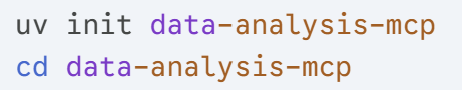 uv init data-analysis-mcp
cd data-analysis-mcp